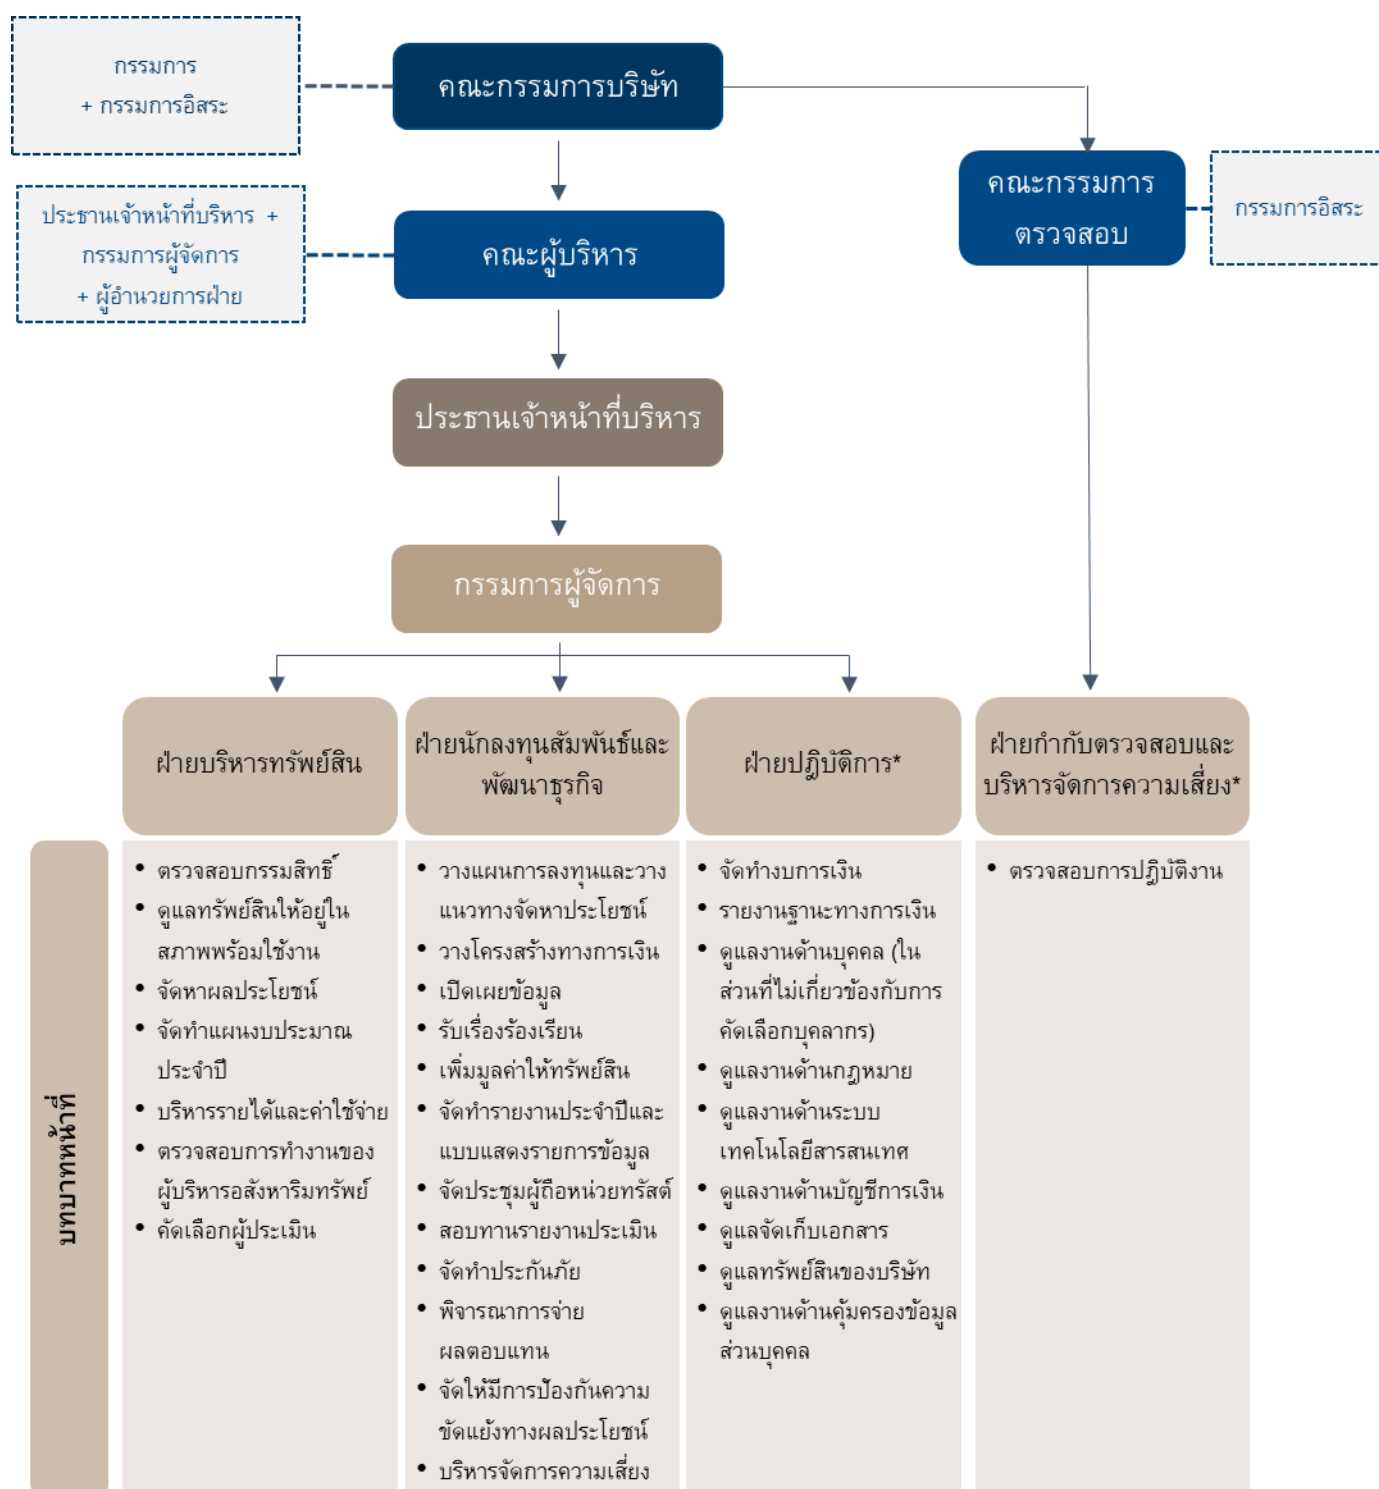 กรรมการ
+ กรรมการอิสระ
คณะกรรมการบริษัท
คณะกรรมการ
ตรวจสอบ
กรรมการอิสระ
ประธานเจ้าหน้าที่บริหาร +
กรรมการผู้จัดการ
+ ผู้อำนวยการฝ่าย
คณะผู้บริหาร
ประธานเจ้าหน้าที่บริหาร
กรรมการผู้จัดการ
ฝ่ายบริหารทรัพย์สิน
ฝ่ายนักลงทุนสัมพันธ์และ
พัฒนาธุรกิจ
ฝ่ายปฎิบัติการ*
ฝ่ายกำกับตรวจสอบและ
บริหารจัดการความเสี่ยง*
บทบาทหน้าที่
• ตรวจสอบกรรมสิทธิ์
• ดูแลทรัพย์สินให้อยู่ใน
สภาพพร้อมใช้งาน
• จัดหาผลประโยชน์
• จัดทำแผนงบประมาณ
ประจำปี
• บริหารรายได้และค่าใช้จ่าย
• ตรวจสอบการทำงานของ
ผู้บริหารอสังหาริมทรัพย์
• คัดเลือกผู้ประเมิน
• วางแผนการลงทุนและวาง
แนวทางจัดหาประโยชน์
• วางโครงสร้างทางการเงิน
• เปิดเผยข้อมูล
• รับเรื่องร้องเรียน
• เพิ่มมูลค่าให้ทรัพย์สิน
• จัดทำรายงานประจำปีและ
แบบแสดงรายการข้อมูล
• จัดประชุมผู้ถือหน่วยทรัสต์
• สอบทานรายงานประเมิน
• จัดทำประกันภัย
• พิจารณาการจ่าย
ผลตอบแทน
• จัดให้มีการป้องกันความ
ขัดแย้งทางผลประโยชน์
• บริหารจัดการความเสี่ยง
• จัดทำงบการเงิน
• รายงานฐานะทางการเงิน
• ดูแลงานด้านบุคคล (ใน
ส่วนที่ไม่เกี่ยวข้องกับการ
คัดเลือกบุคลากร)
• ดูแลงานด้านกฎหมาย
• ดูแลงานด้านระบบ
เทคโนโลยีสารสนเทศ
• ดูแลงานด้านบัญชีการเงิน
• ดูแลจัดเก็บเอกสาร
• ดูแลทรัพย์สินของบริษัท
• ดูแลงานด้านคุ้มครองข้อมูล
ส่วนบุคคล
• ตรวจสอบการปฎิบัติงาน